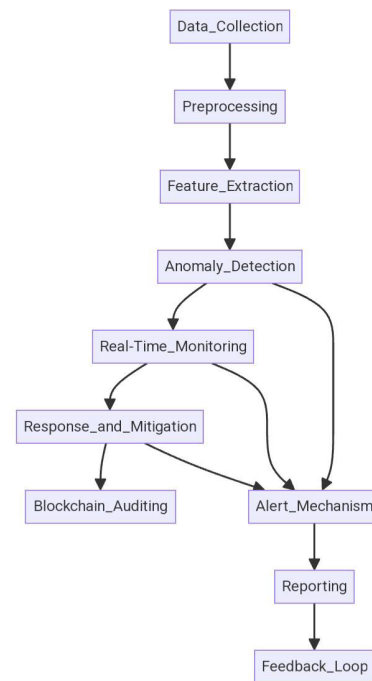 Data_Collection
Preprocessing
Feature_Extraction
Anomaly_Detection
Real-Time_Monitoring
Response_and_Mitigation
Blockchain_Auditing
Alert_Mechanism
Reporting
Feedback_Loop